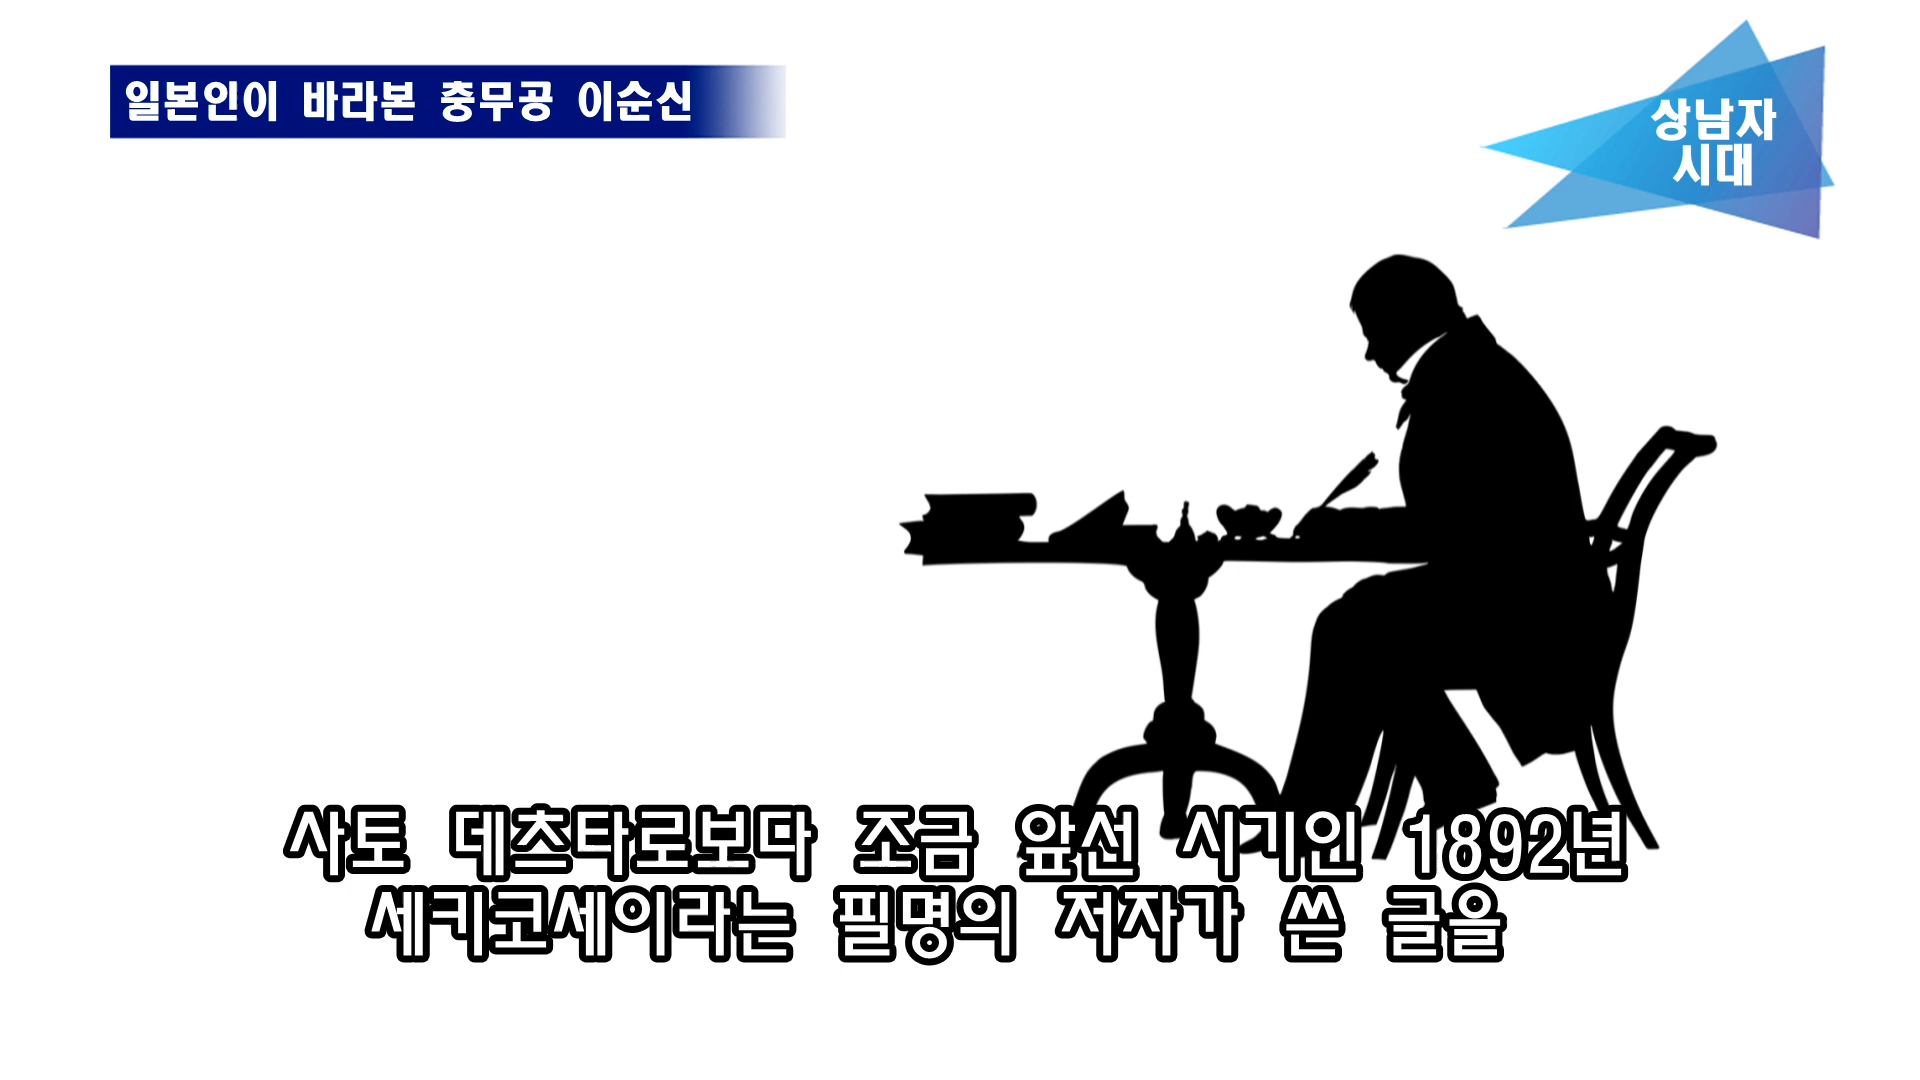 일본인이 바라본 충무공 이순신
상남자
시대
사토 데츠타로보다 조금 앞선 시기인 1892년
세키코세이라는 필명의 저자가 쓴 글을